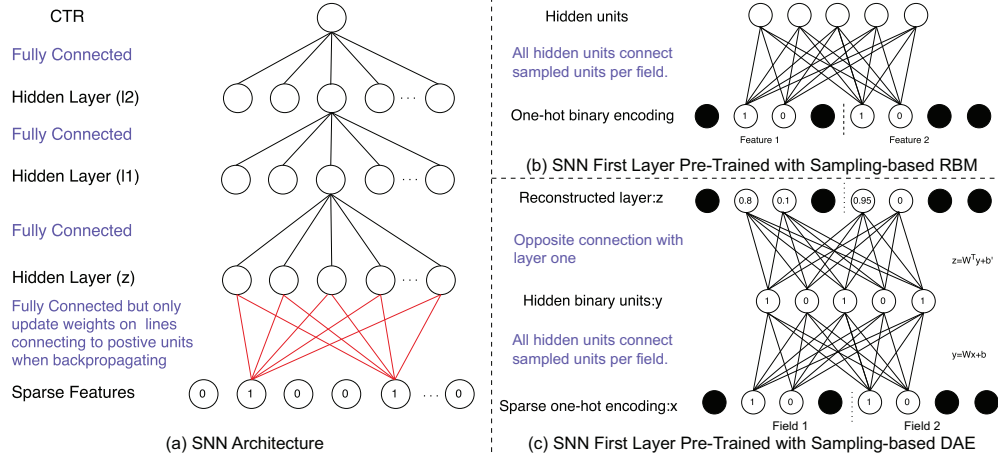 CTR
Fully Connected
Hidden Layer (l2)
Fully Connected
Hidden Layer (l1)
Fully Connected
Hidden Layer (z)
Fully Connected but only
update weights on lines
connecting to postive units
when backpropagating
Sparse Features
0 1 0 0 1 0
(a) SNN Architecture
Hidden units
All hidden units connect
sampled units per field.
One-hot binary encoding
1 0 1 0
Feature 1 Feature 2
(b) SNN First Layer Pre-Trained with Sampling-based RBM
Reconstructed layer:z
0.8 0.1 0.95 0
Opposite connection with
layer one
z=W^Ty+b'
Hidden binary units:y
1 0 1 0 1
All hidden units connect
sampled units per field.
y=Wx+b
Sparse one-hot encoding:x
1 0 1 0
Field 1 Field 2
(c) SNN First Layer Pre-Trained with Sampling-based DAE